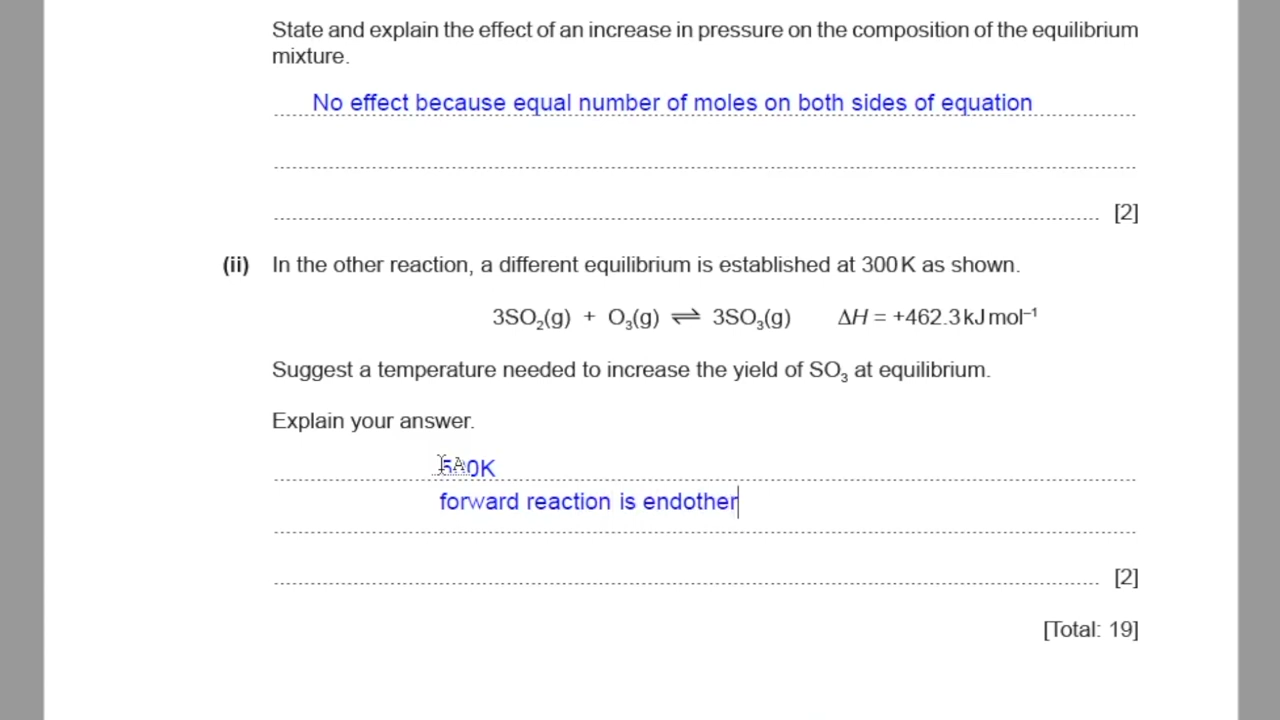 State and explain the effect of an increase in pressure on the composition of the equilibrium
mixture.
No effect because equal number of moles on both sides of equation
[2]
(ii) In the other reaction, a different equilibrium is established at 300 K as shown.
3SO₂(g) + O₃(g) ⇌ 3SO₃(g) ΔH = +462.3 kJ mol⁻¹
Suggest a temperature needed to increase the yield of SO₃ at equilibrium.
Explain your answer.
forward reaction is endother
[2]
[Total: 19]